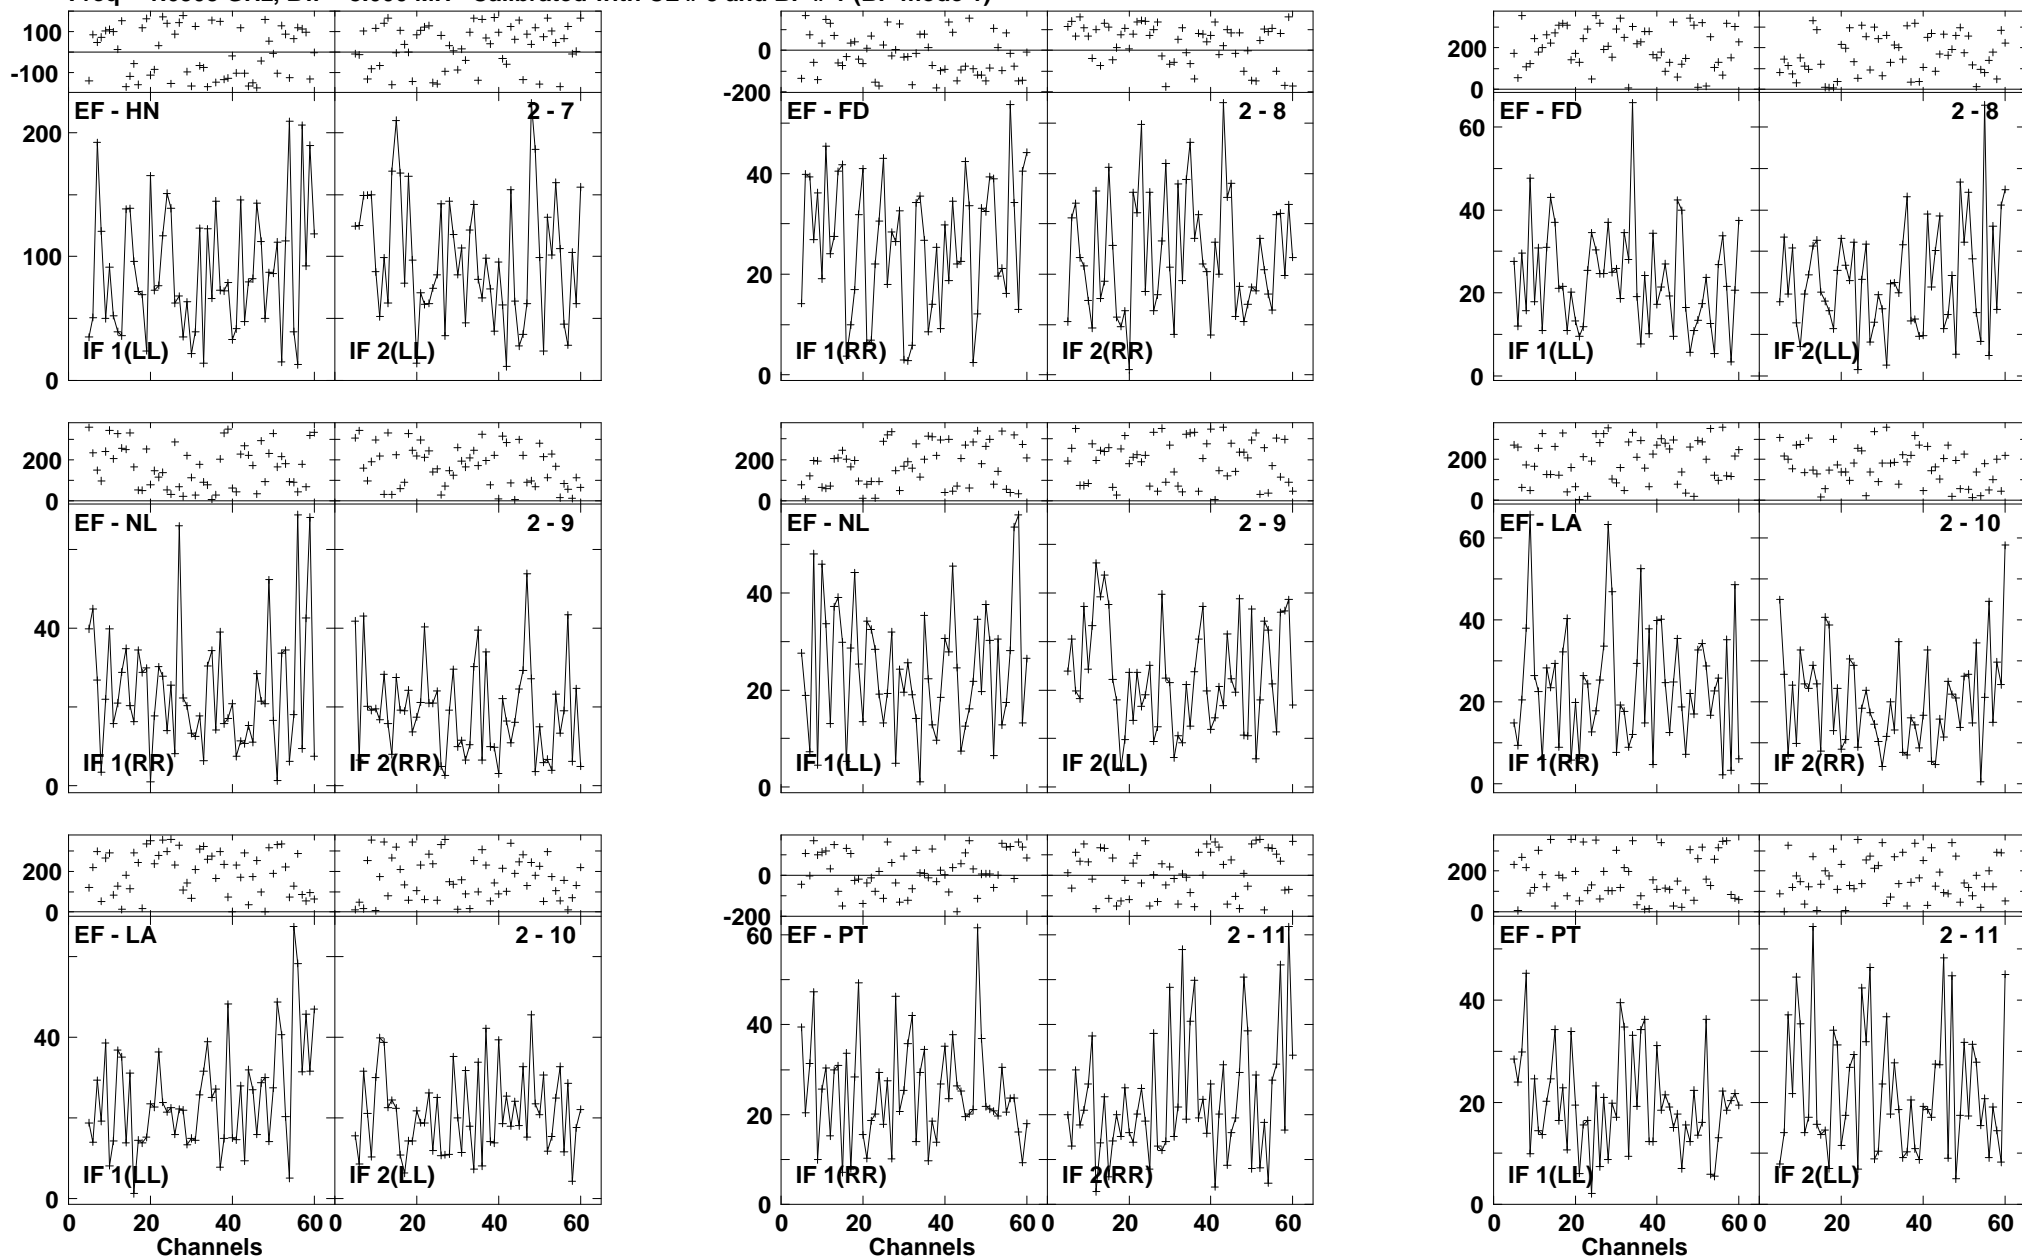 100 0 200
-100 -200 0
EF - HN 2 - 7 EF - FD 2 - 8 EF - FD 2 - 8
200 60
40 40
100 20 20
IF 1(LL) IF 2(LL) IF 1(RR) IF 2(RR) IF 1(LL) IF 2(LL)
0 0 0
200 200 200
0 0 0
EF - NL 2 - 9 EF - NL 2 - 9 EF - LA 2 - 10
60
40 40 40
20 20
IF 1(RR) IF 2(RR) IF 1(LL) IF 2(LL) IF 1(RR) IF 2(RR)
0 0 0
200 0 200
0 -200 0
EF - LA 2 - 10 EF - PT 2 - 11 EF - PT 2 - 11
60
40 40 40
20 20
IF 1(LL) IF 2(LL) IF 1(RR) IF 2(RR) IF 1(LL) IF 2(LL)
0 0 0
0 20 40 60 0 20 40 60 0 20 40 60 0 20 40 60 0 20 40 60 0 20 40 60
Channels Channels Channels